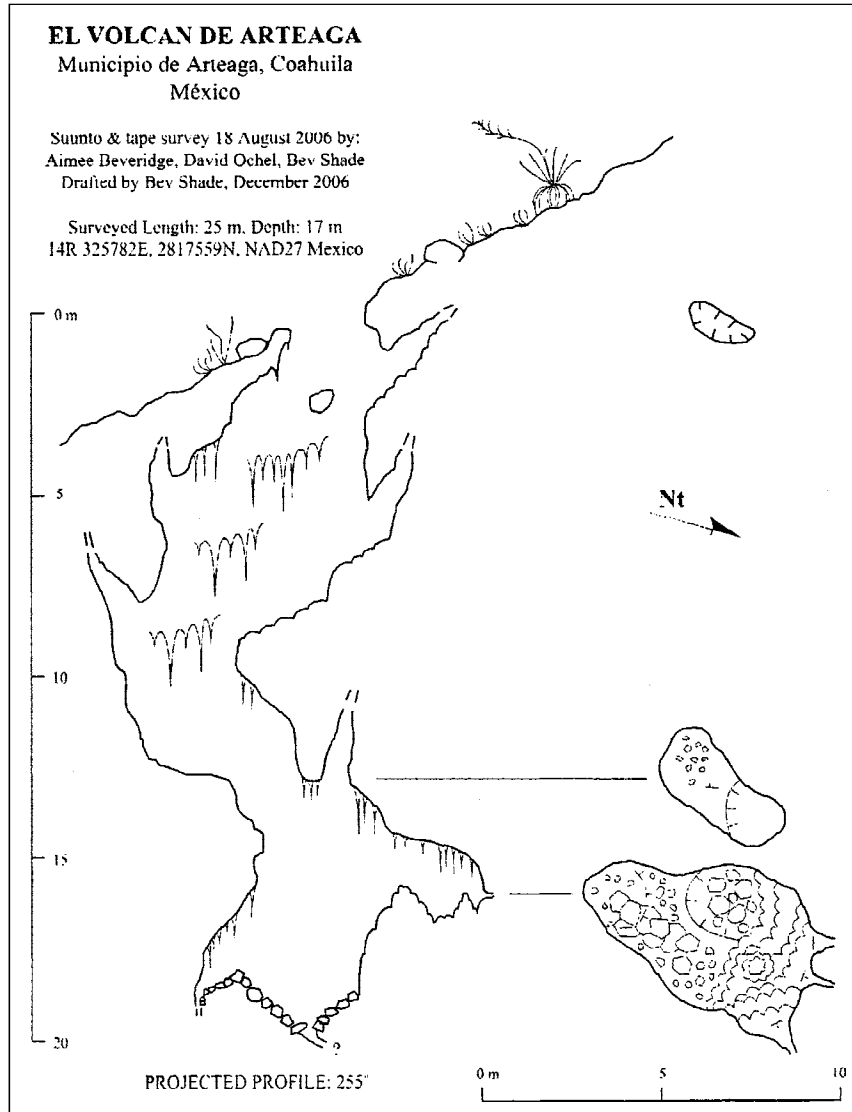 EL VOLCAN DE ARTEAGA
Municipio de Arteaga, Coahuila
México
Suunto & tape survey 18 August 2006 by:
Aimee Beveridge, David Ochel, Bev Shade
Drafted by Bev Shade, December 2006
Surveyed Length: 25 m, Depth: 17 m
14R 325782E, 2817559N, NAD27 Mexico
0 m
5
10
15
20
Nt
?
PROJECTED PROFILE: 255°
0 m
5
10